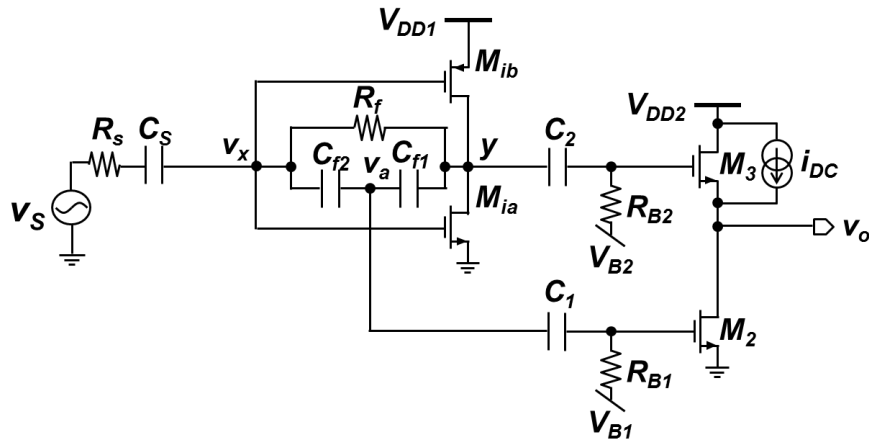 V_DD1
M_ib
R_f
R_s
C_S
v_x
C_f2
v_a
C_f1
y
C_2
V_DD2
M_3
i_DC
v_S
M_ia
R_B2
V_B2
v_o
C_1
M_2
R_B1
V_B1